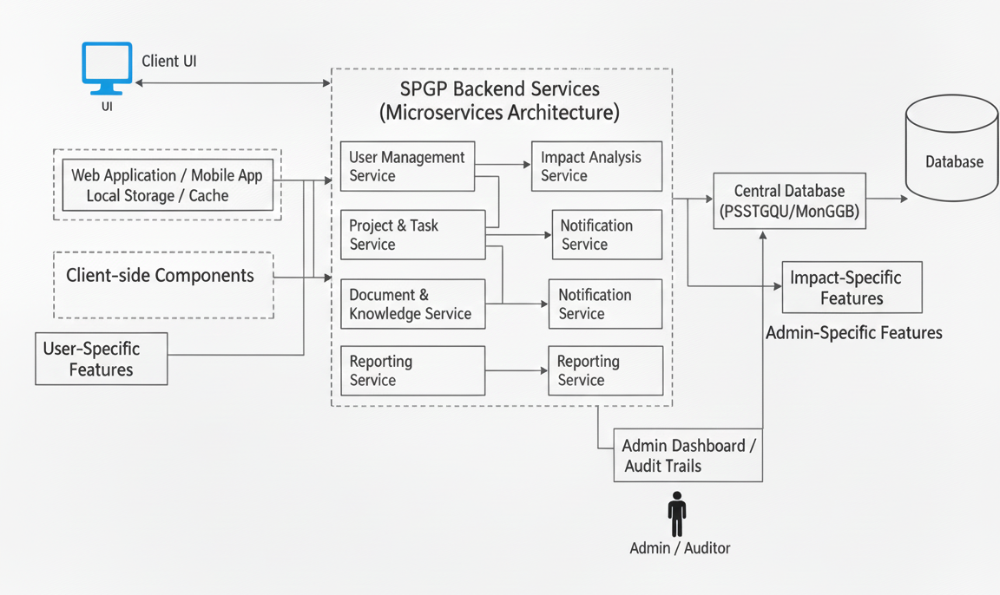 Client UI
UI
SPGP Backend Services
(Microservices Architecture)
Web Application / Mobile App
Local Storage / Cache
Client-side Components
User-Specific
Features
User Management
Service
Impact Analysis
Service
Project & Task
Service
Notification
Service
Document &
Knowledge Service
Notification
Service
Reporting
Service
Reporting
Service
Central Database
(PSSTGQU/MonGGB)
Database
Impact-Specific
Features
Admin-Specific Features
Admin Dashboard /
Audit Trails
Admin / Auditor